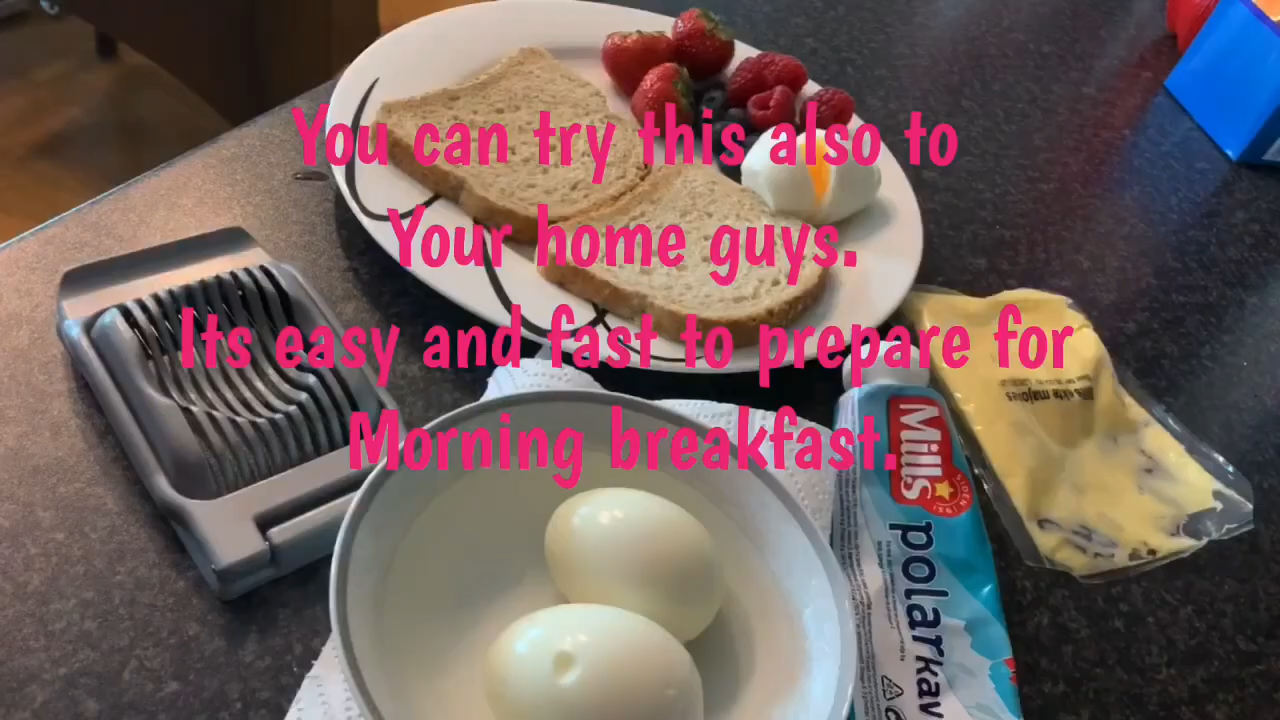 You can try this also to
Your home guys.
Its easy and fast to prepare for
Morning breakfast.
Mills
polarkav